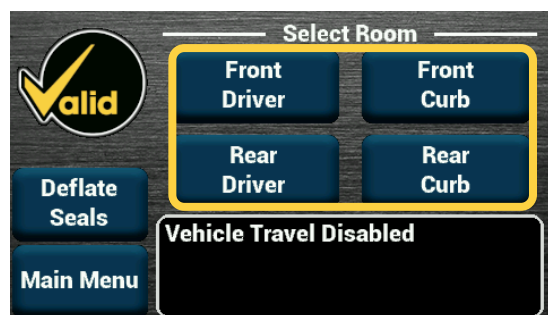 Select Room
Valid
Front
Driver
Front
Curb
Rear
Driver
Rear
Curb
Deflate
Seals
Main Menu
Vehicle Travel Disabled